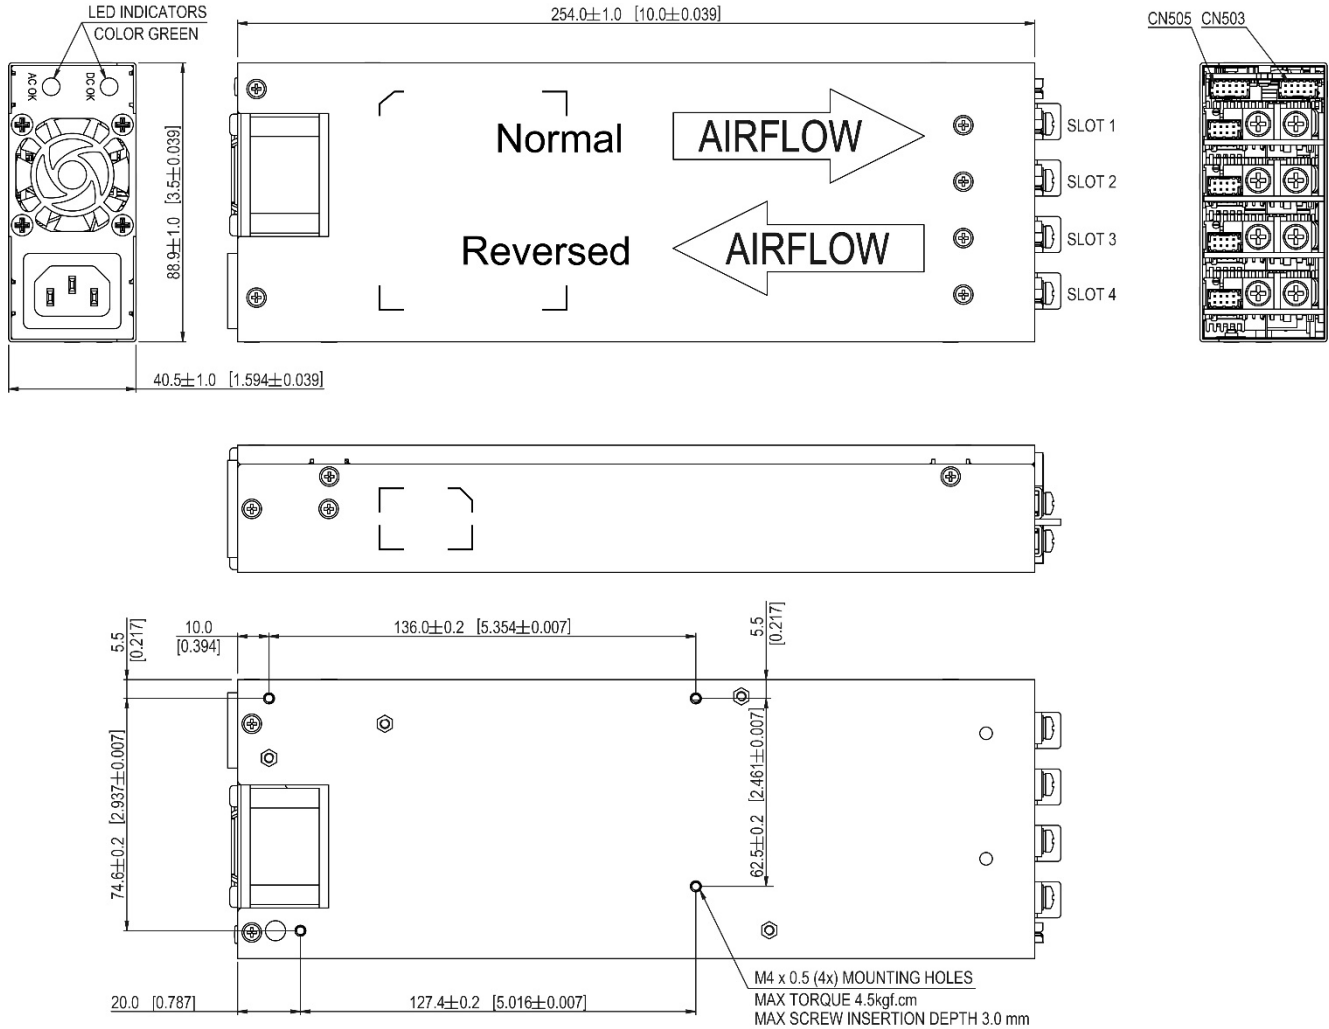 LED INDICATORS
COLOR GREEN
254.0±1.0 [10.0±0.039]
CN505 CN503
AC OK
DC OK
88.9±1.0 [3.5±0.039]
Normal
AIRFLOW
Reversed
AIRFLOW
SLOT 1
SLOT 2
SLOT 3
SLOT 4
40.5±1.0 [1.594±0.039]
5.5
[0.217]
10.0
[0.394]
136.0±0.2 [5.354±0.007]
5.5
[0.217]
74.6±0.2 [2.937±0.007]
62.5±0.2 [2.461±0.007]
20.0 [0.787]
127.4±0.2 [5.016±0.007]
M4 x 0.5 (4x) MOUNTING HOLES
MAX TORQUE 4.5kgf.cm
MAX SCREW INSERTION DEPTH 3.0 mm